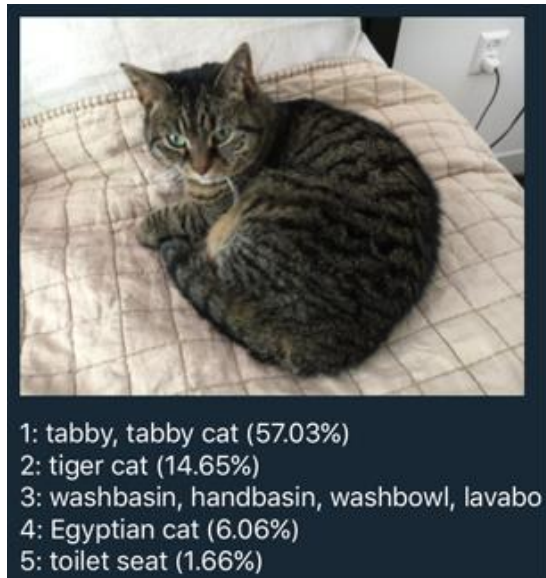 1: tabby, tabby cat (57.03%)
2: tiger cat (14.65%)
3: washbasin, handbasin, washbowl, lavabo
4: Egyptian cat (6.06%)
5: toilet seat (1.66%)